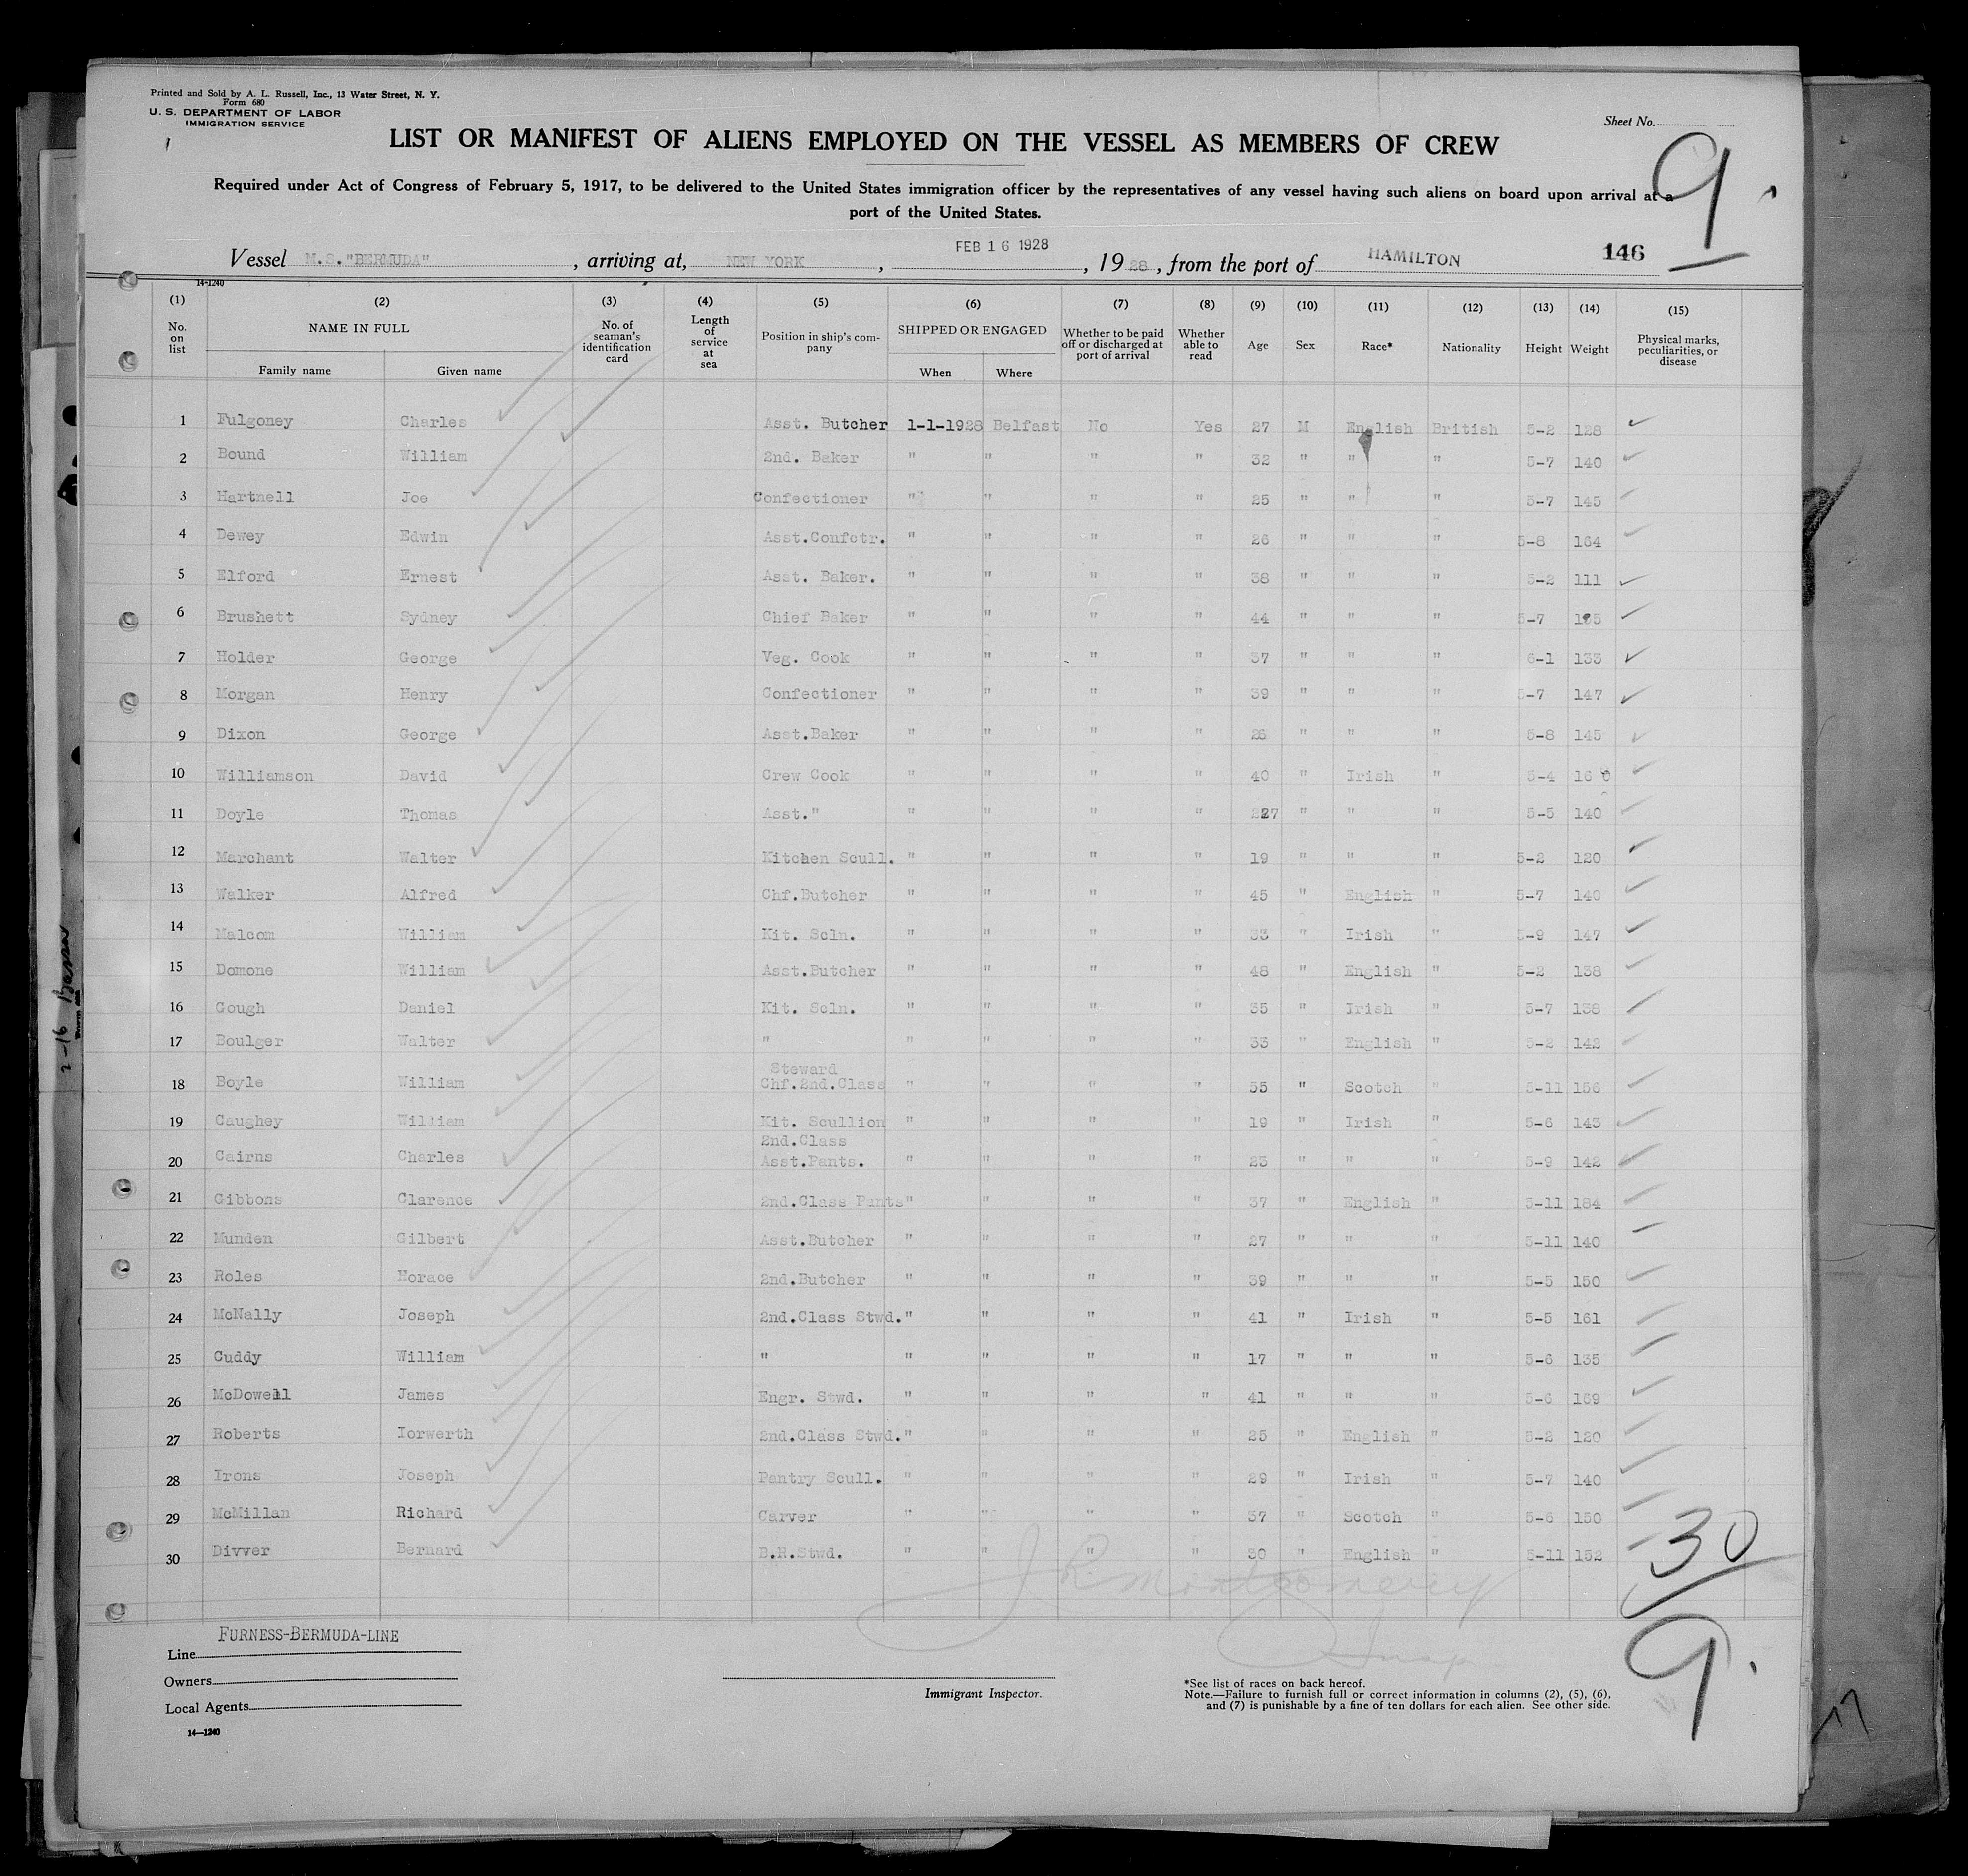 Printed and Sold by A. L. Russell, Inc., 13 Water Street, N. Y.
Form 680
U. S. DEPARTMENT OF LABOR
IMMIGRATION SERVICE
Sheet No.
9
LIST OR MANIFEST OF ALIENS EMPLOYED ON THE VESSEL AS MEMBERS OF CREW
Required under Act of Congress of February 5, 1917, to be delivered to the United States immigration officer by the representatives of any vessel having such aliens on board upon arrival at a
port of the United States.
Vessel M.S."BERMUDA", arriving at, NEW YORK, FEB 16 1928, 1928, from the port of HAMILTON 146
14-1240
(1) (2) (3) (4) (5) (6) (7) (8) (9) (10) (11) (12) (13) (14) (15)
No. on list NAME IN FULL Family name Given name No. of seaman's identification card Length of service at sea Position in ship's company SHIPPED OR ENGAGED When Where Whether to be paid off or discharged at port of arrival Whether able to read Age Sex Race* Nationality Height Weight Physical marks, peculiarities, or disease
1 Fulgoney Charles Asst. Butcher 1-1-1928 Belfast No Yes 27 M English British 5-2 128
2 Bound William 2nd. Baker " " " " 32 " " " 5-7 140
3 Hartnell Joe Confectioner " " " " 25 " " " 5-7 145
4 Dewey Edwin Asst.Confctr. " " " " 26 " " " 5-8 164
5 Elford Ernest Asst. Baker. " " " " 38 " " " 5-2 111
6 Brushett Sydney Chief Baker " " " " 44 " " " 5-7
7 Holder George Veg. Cook " " " " 37 " " " 6-1 133
8 Morgan Henry Confectioner " " " " 39 " " " 5-7 147
9 Dixon George Asst.Baker " " " " 26 " " " 5-8 145
10 Williamson David Crew Cook " " " " 40 " Irish " 5-4 160
11 Doyle Thomas Asst." " " " " 27 " " " 5-5 140
12 Marchant Walter Kitchen Scull. " " " " 19 " " " 5-2 120
13 Walker Alfred Chf.Butcher " " " " 45 " English " 5-7 140
14 Malcom William Kit. Scln. " " " " 33 " Irish " 5-9 147
15 Domone William Asst.Butcher " " " " 48 " English " 5-2 138
16 Gough Daniel Kit. Scln. " " " " 35 " Irish " 5-7 138
17 Boulger Walter " " " " " 33 " English " 5-2 142
Steward
18 Boyle William Chf.2nd.Class " " " " 55 " Scotch " 5-11 156
19 Caughey William Kit. Scullion " " " " 19 " Irish " 5-6 143
2nd.Class
20 Cairns Charles Asst.Pants. " " " " 23 " " " 5-9 142
21 Gibbons Clarence 2nd.Class Pants " " " " 37 " English " 5-11 184
22 Munden Gilbert Asst.Butcher " " " " 27 " " " 5-11 140
23 Roles Horace 2nd.Butcher " " " " 39 " " " 5-5 150
24 McNally Joseph 2nd.Class Stwd. " " " " 41 " Irish " 5-5 161
25 Cuddy William " " " " " 17 " " " 5-6 135
26 McDowell James Engr. Stwd. " " " " 41 " " " 5-6 169
27 Roberts Iorwerth 2nd.Class Stwd. " " " " 25 " English " 5-2 120
28 Irons Joseph Pantry Scull. " " " " 29 " Irish " 5-7 140
29 McMillan Richard Carver " " " " 37 " Scotch " 5-6 150
30 Divver Bernard B.R.Stwd. " " " " 30 " English " 5-11 152
J R Montgomery
Insp
30
9
Line FURNESS-BERMUDA-LINE
Owners
Local Agents
14-1240
Immigrant Inspector.
*See list of races on back hereof.
Note.—Failure to furnish full or correct information in columns (2), (5), (6),
and (7) is punishable by a fine of ten dollars for each alien. See other side.
2-16
17